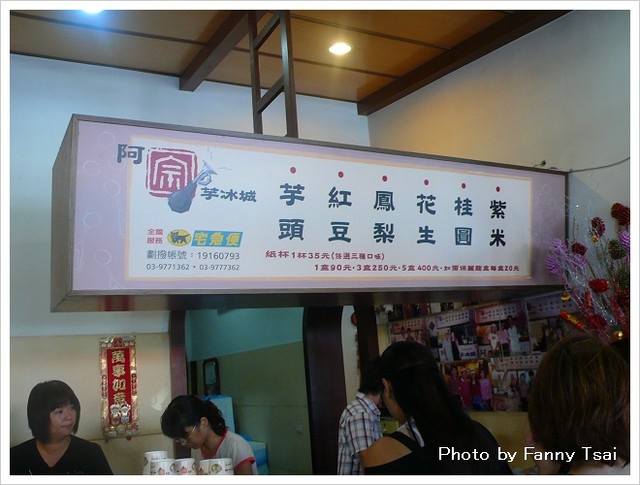 阿宗芋冰城
芋頭
紅豆
鳳梨
花生
桂圓
紫米
全國服務 宅急便
劃撥帳號：19160793
03-9771362・03-9777362
紙杯1杯35元(任選三種口味)
1盒90元・3盒250元・5盒400元・如需保麗龍盒每盒20元
萬事如意
Photo by Fanny Tsai